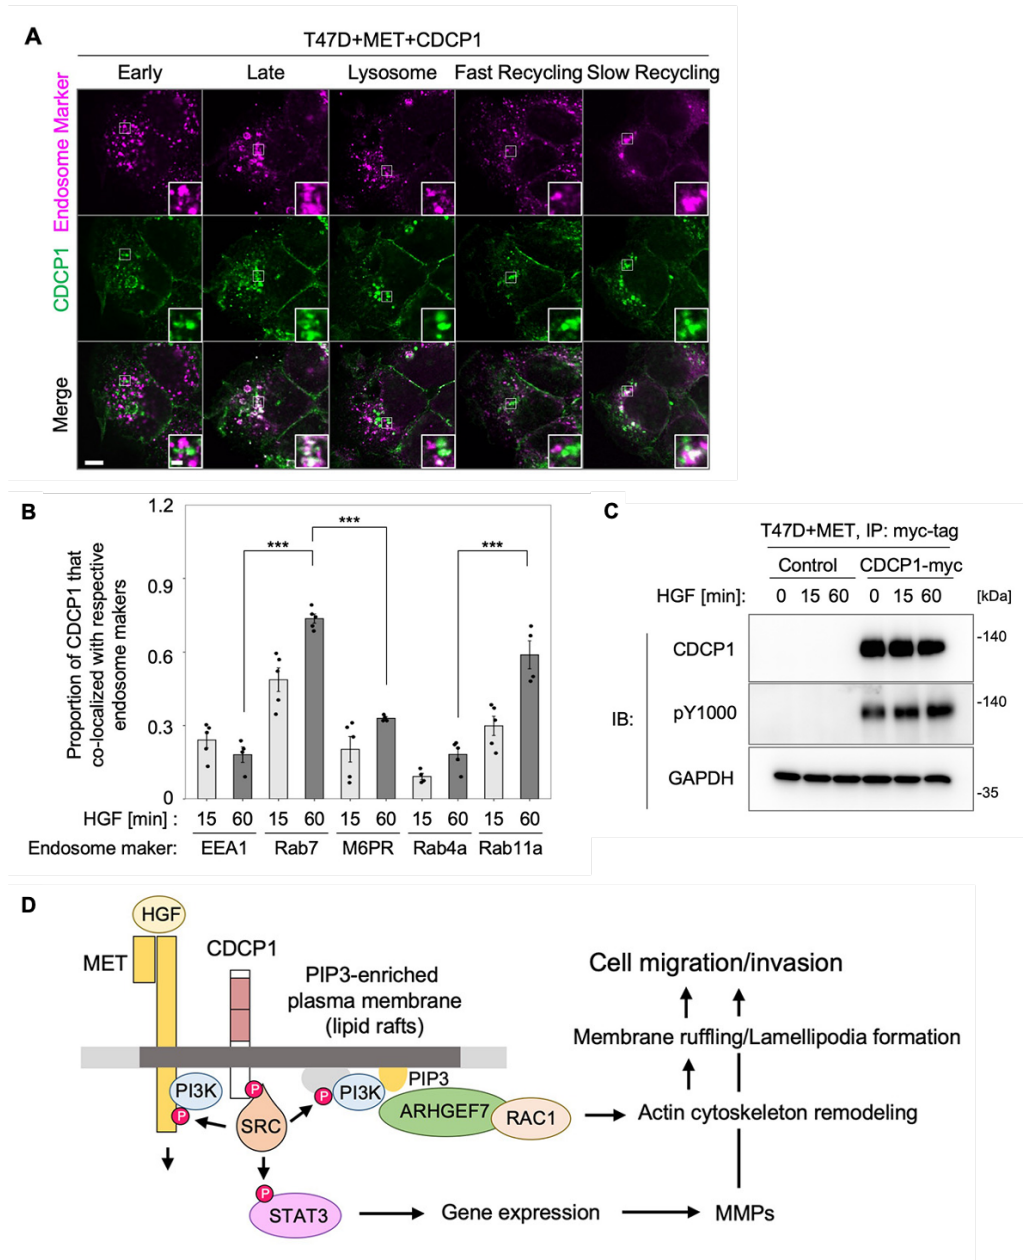 A
T47D+MET+CDCP1
Early Late Lysosome Fast Recycling Slow Recycling
Endosome Marker
CDCP1
Merge
B
Proportion of CDCP1 that
co-localized with respective
endosome makers
1.2
0.9
0.6
0.3
0
*** *** ***
HGF [min] : 15 60 15 60 15 60 15 60 15 60
Endosome maker: EEA1 Rab7 M6PR Rab4a Rab11a
C
T47D+MET, IP: myc-tag
Control CDCP1-myc
HGF [min]: 0 15 60 0 15 60 [kDa]
IB:
CDCP1 -140
pY1000 -140
GAPDH -35
D
HGF
MET
CDCP1
PIP3-enriched
plasma membrane
(lipid rafts)
PI3K
P
P
SRC
P
PI3K
PIP3
ARHGEF7
RAC1
P
STAT3
Gene expression
MMPs
Actin cytoskeleton remodeling
Membrane ruffling/Lamellipodia formation
Cell migration/invasion